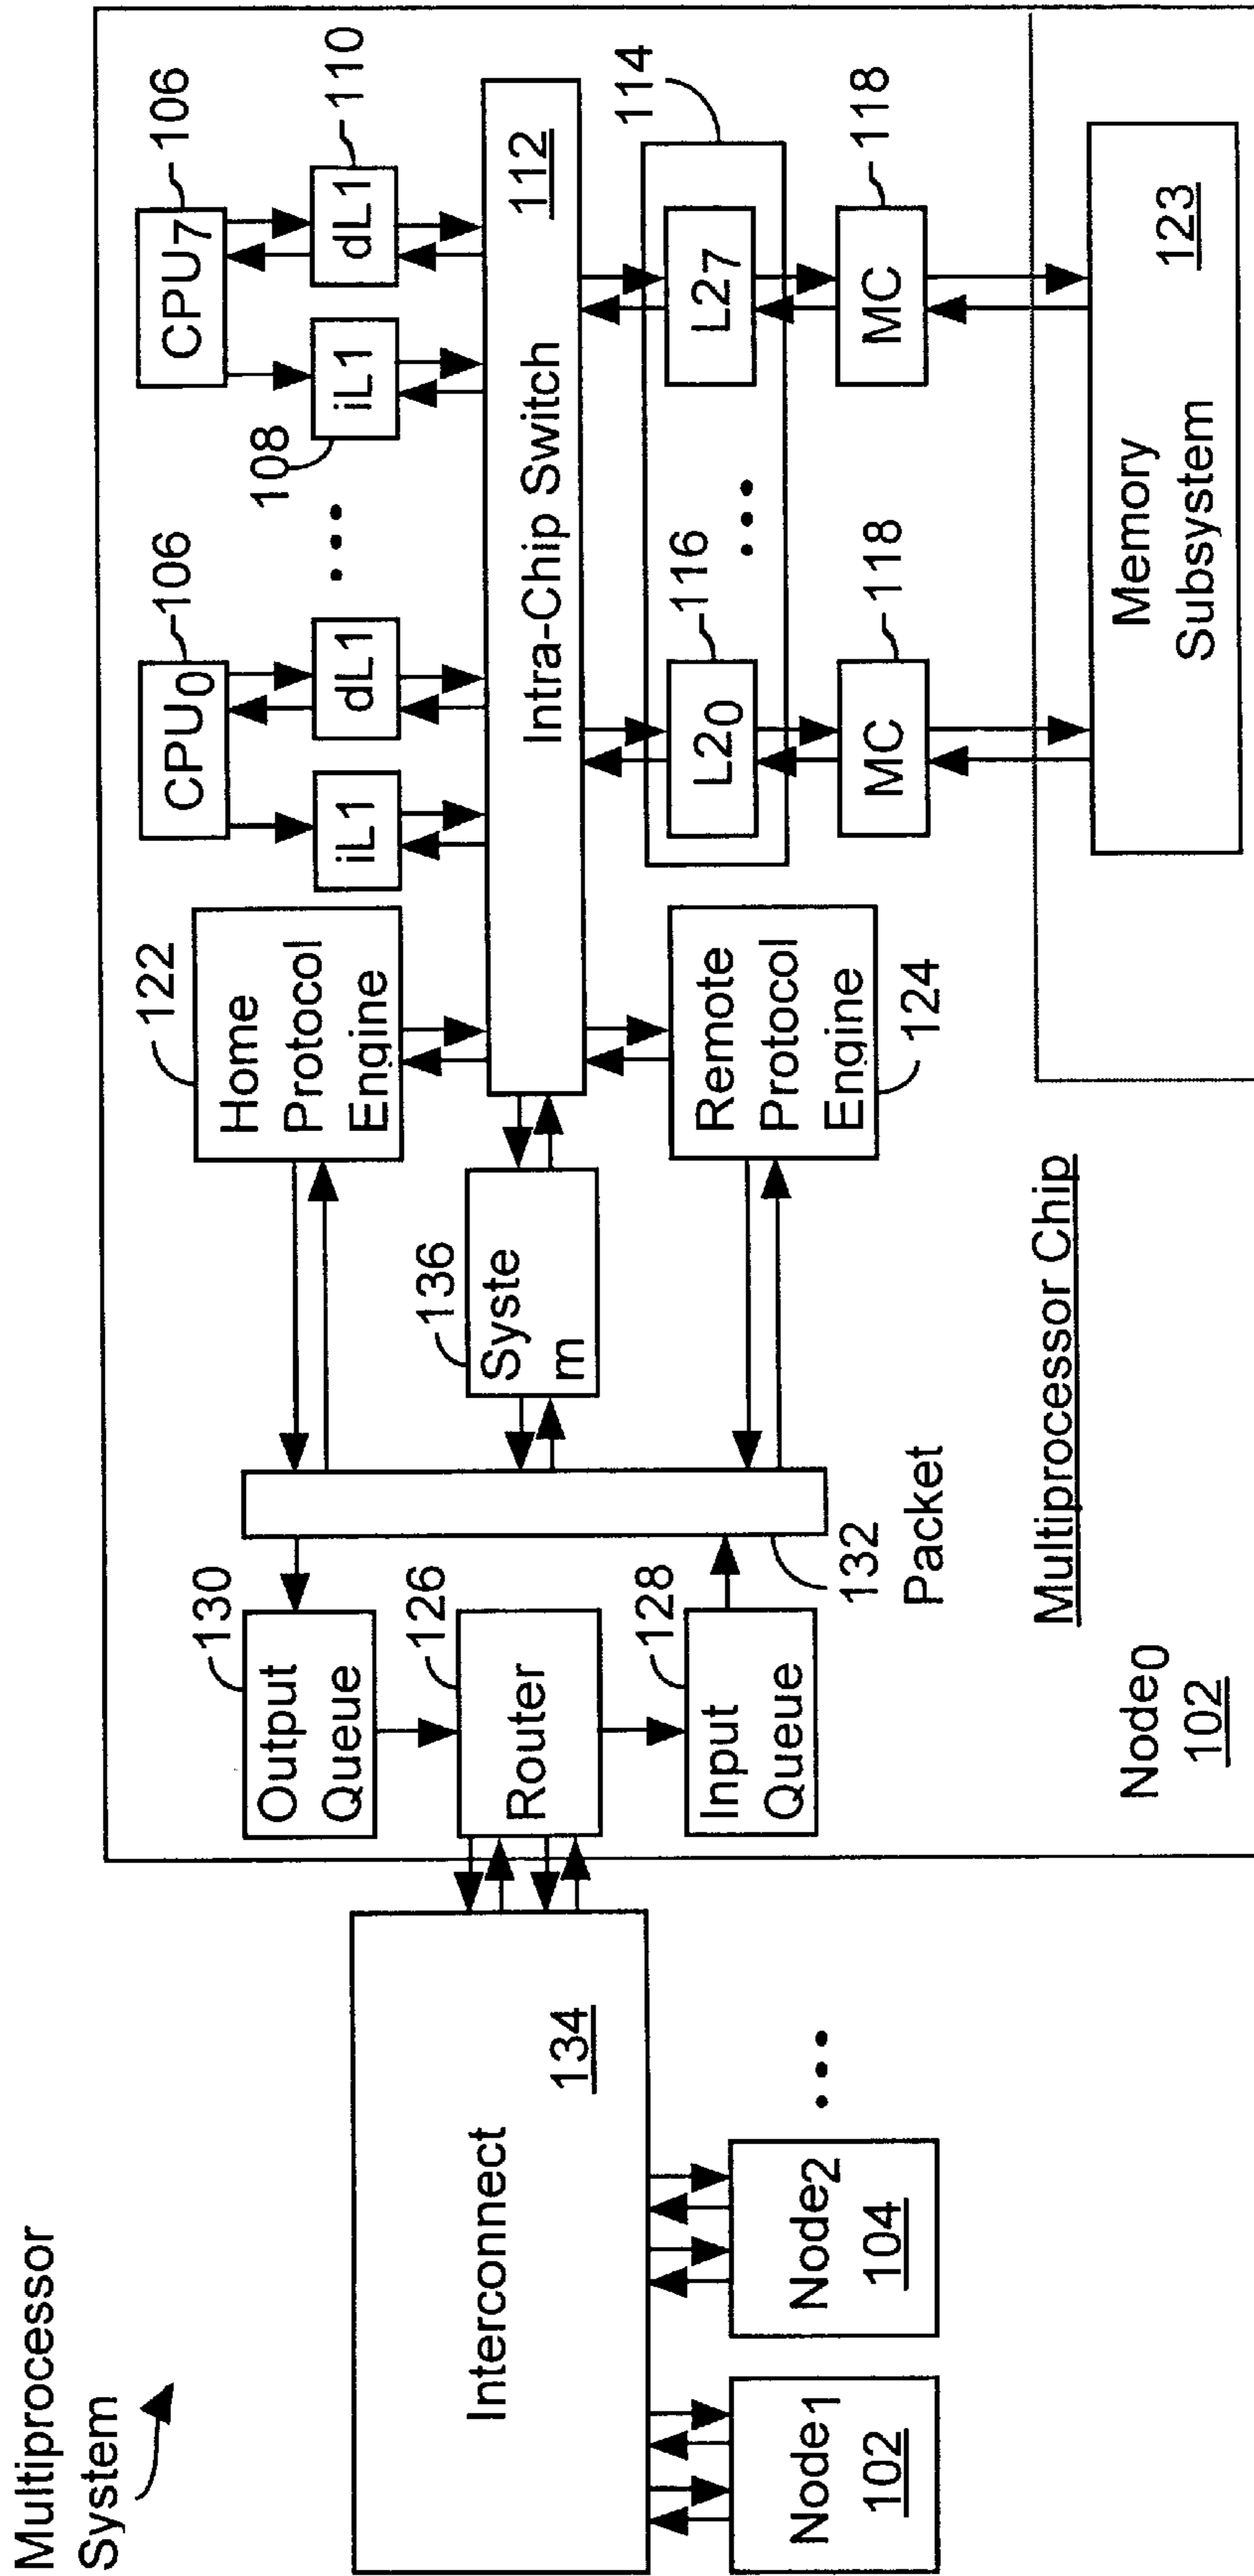 Multiprocessor
System
Interconnect
134
Node1
102
Node2
104
...
Output
Queue
130
Router
126
Input
Queue
128
132
Packet
Home
Protocol
Engine
122
Syste
m
136
Remote
Protocol
Engine
124
CPU0
106
iL1
dL1
...
CPU7
106
iL1
108
dL1
110
Intra-Chip Switch
112
114
L20
116
...
L27
MC
118
MC
118
Memory
Subsystem
123
Multiprocessor Chip
Node0
102